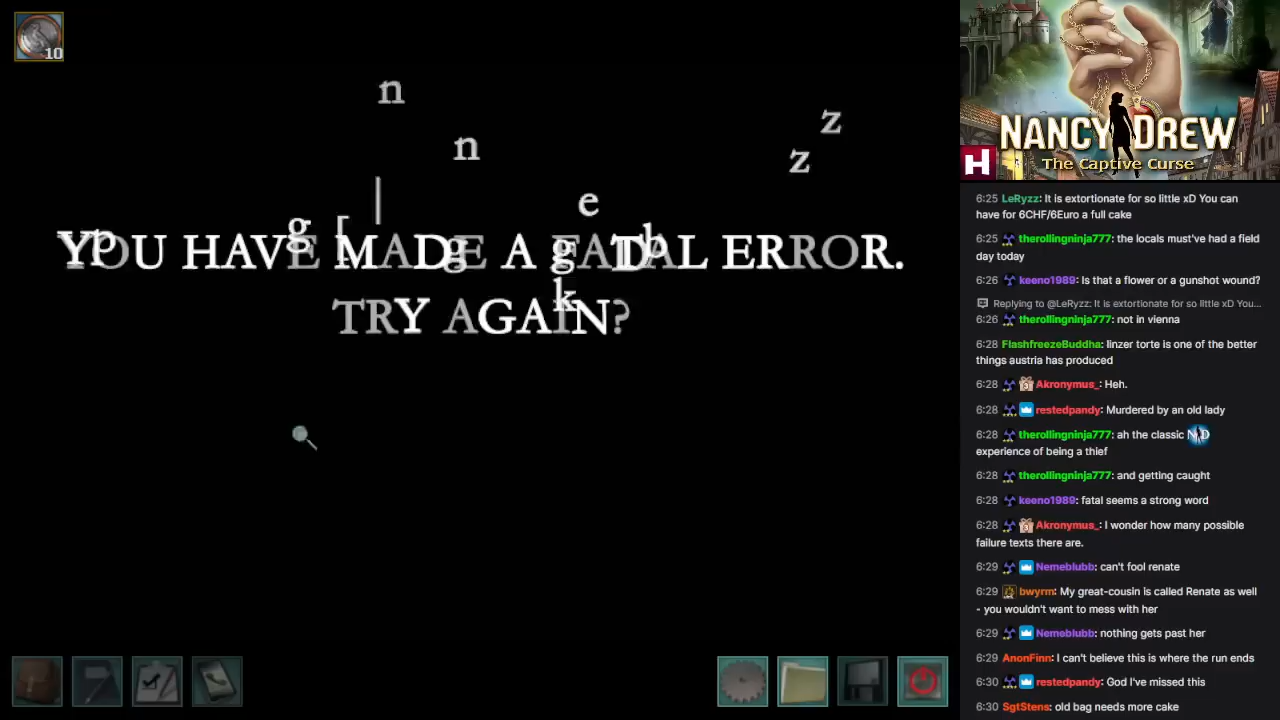 10
n
n
z
z
|
e
g
[
YOU HAVE MADE A FATAL ERROR.
k
TRY AGAIN?
NANCY DREW
The Captive Curse
H
6:25 LeRyzz: It is extortionate for so little xD You can
have for 6CHF/6Euro a full cake
6:25 therollingninja777: the locals must've had a field
day today
6:26 keeno1989: Is that a flower or a gunshot wound?
Replying to @LeRyzz: It is extortionate for so little xD You...
6:26 therollingninja777: not in vienna
6:28 FlashfreezeBuddha: linzer torte is one of the better
things austria has produced
6:28 Akronymus_: Heh.
6:28 restedpandy: Murdered by an old lady
6:28 therollingninja777: ah the classic ND
experience of being a thief
6:28 therollingninja777: and getting caught
6:28 keeno1989: fatal seems a strong word
6:28 Akronymus_: I wonder how many possible
failure texts there are.
6:29 Nemeblubb: can't fool renate
6:29 bwyrm: My great-cousin is called Renate as well
- you wouldn't want to mess with her
6:29 Nemeblubb: nothing gets past her
6:29 AnonFinn: I can't believe this is where the run ends
6:30 restedpandy: God I've missed this
6:30 SgtStens: old bag needs more cake